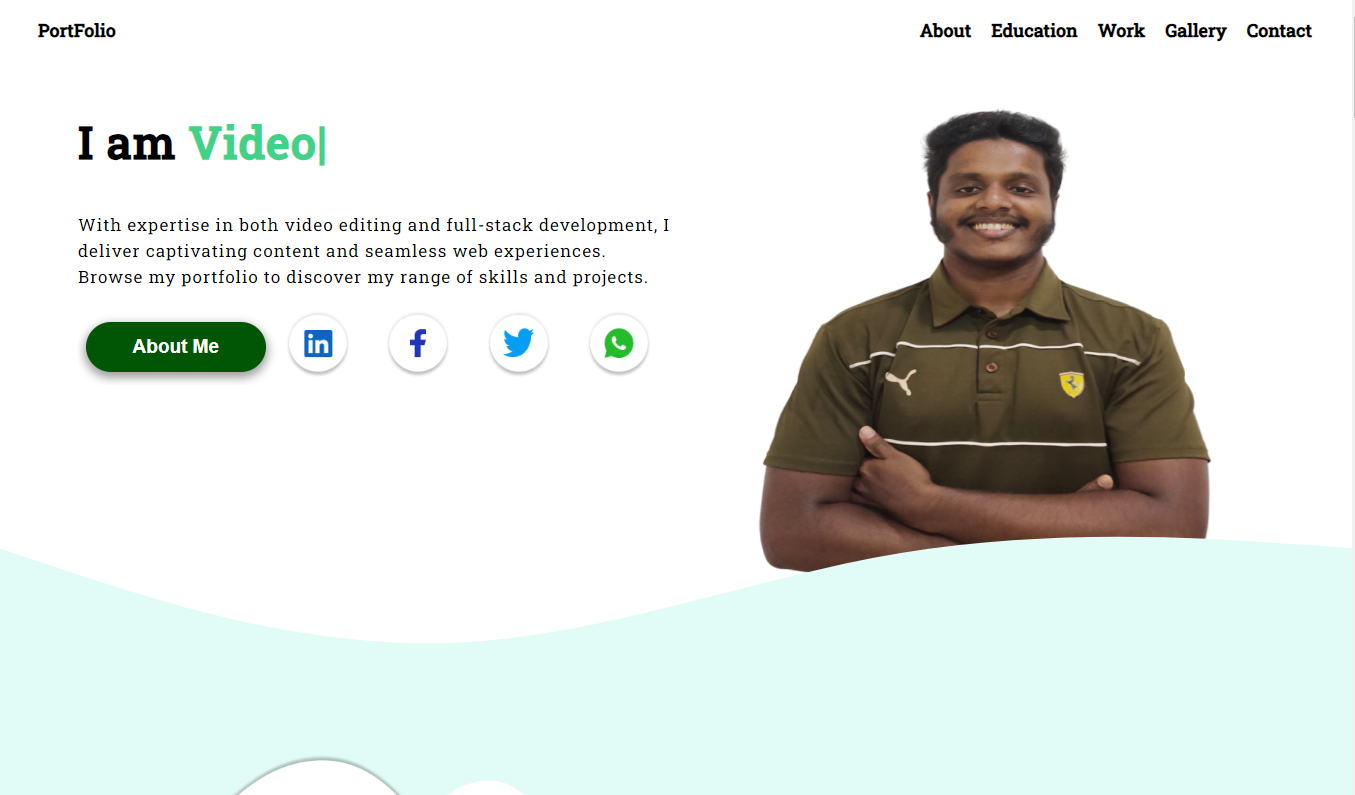 PortFolio
About Education Work Gallery Contact
I am Video|
With expertise in both video editing and full-stack development, I
deliver captivating content and seamless web experiences.
Browse my portfolio to discover my range of skills and projects.
About Me
in